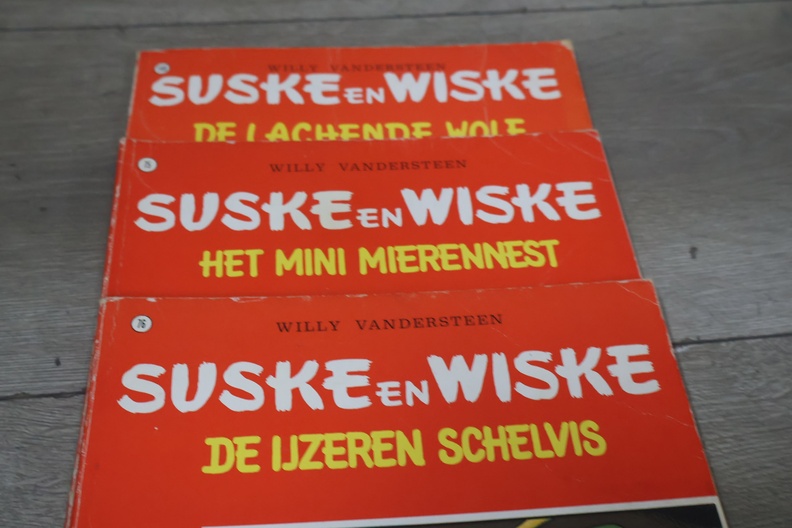 WILLY VANDERSTEEN
SUSKE EN WISKE
DE LACHENDE WOLF
75
WILLY VANDERSTEEN
SUSKE EN WISKE
HET MINI MIERENNEST
76
WILLY VANDERSTEEN
SUSKE EN WISKE
DE IJZEREN SCHELVIS